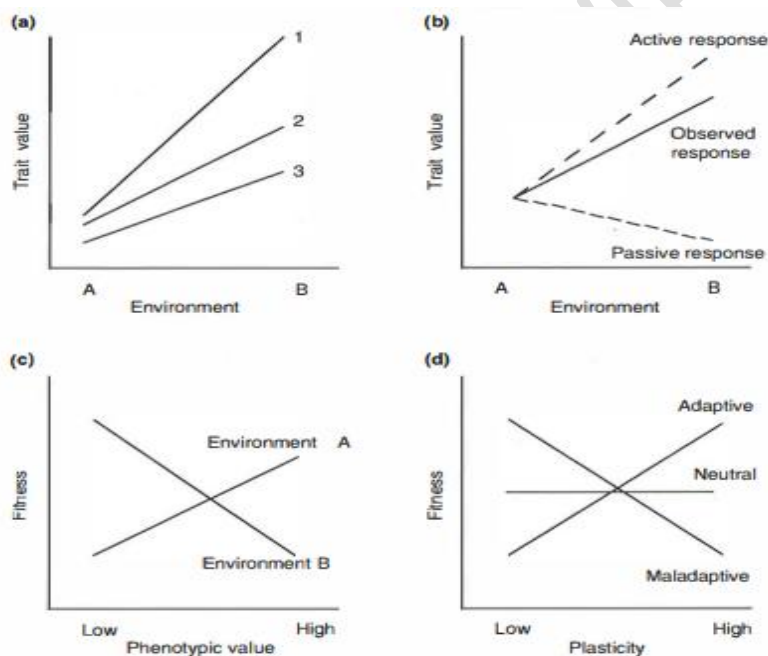 (a)
1
2
3
Trait value
A
B
Environment
(b)
Active response
Observed
response
Passive response
Trait value
A
B
Environment
(c)
Environment A
Environment B
Fitness
Low
High
Phenotypic value
(d)
Adaptive
Neutral
Maladaptive
Fitness
Low
High
Plasticity